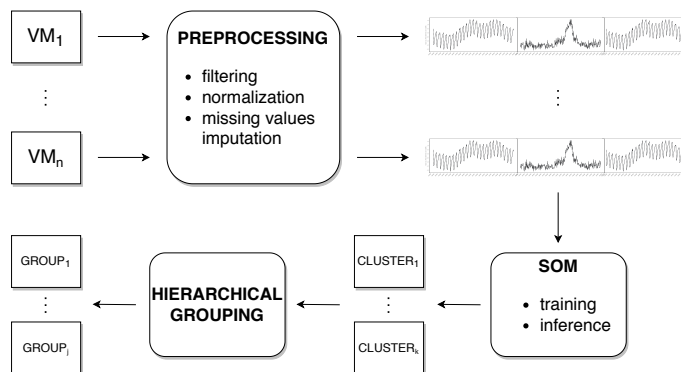 VM1
PREPROCESSING
• filtering
• normalization
• missing values
imputation
VMn
GROUP1
HIERARCHICAL
GROUPING
CLUSTER1
SOM
• training
• inference
GROUPj
CLUSTERk